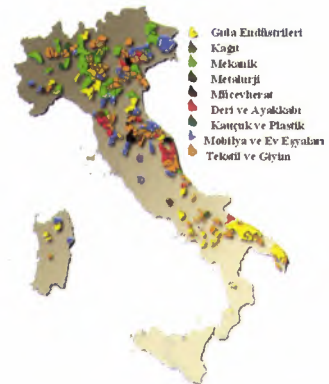 Gıda Endüstrileri
Kağıt
Mekanik
Metalurji
Mücevherat
Deri ve Ayakkabı
Kauçuk ve Plastik
Mobilya ve Ev Eşyaları
Tekstil ve Giyim